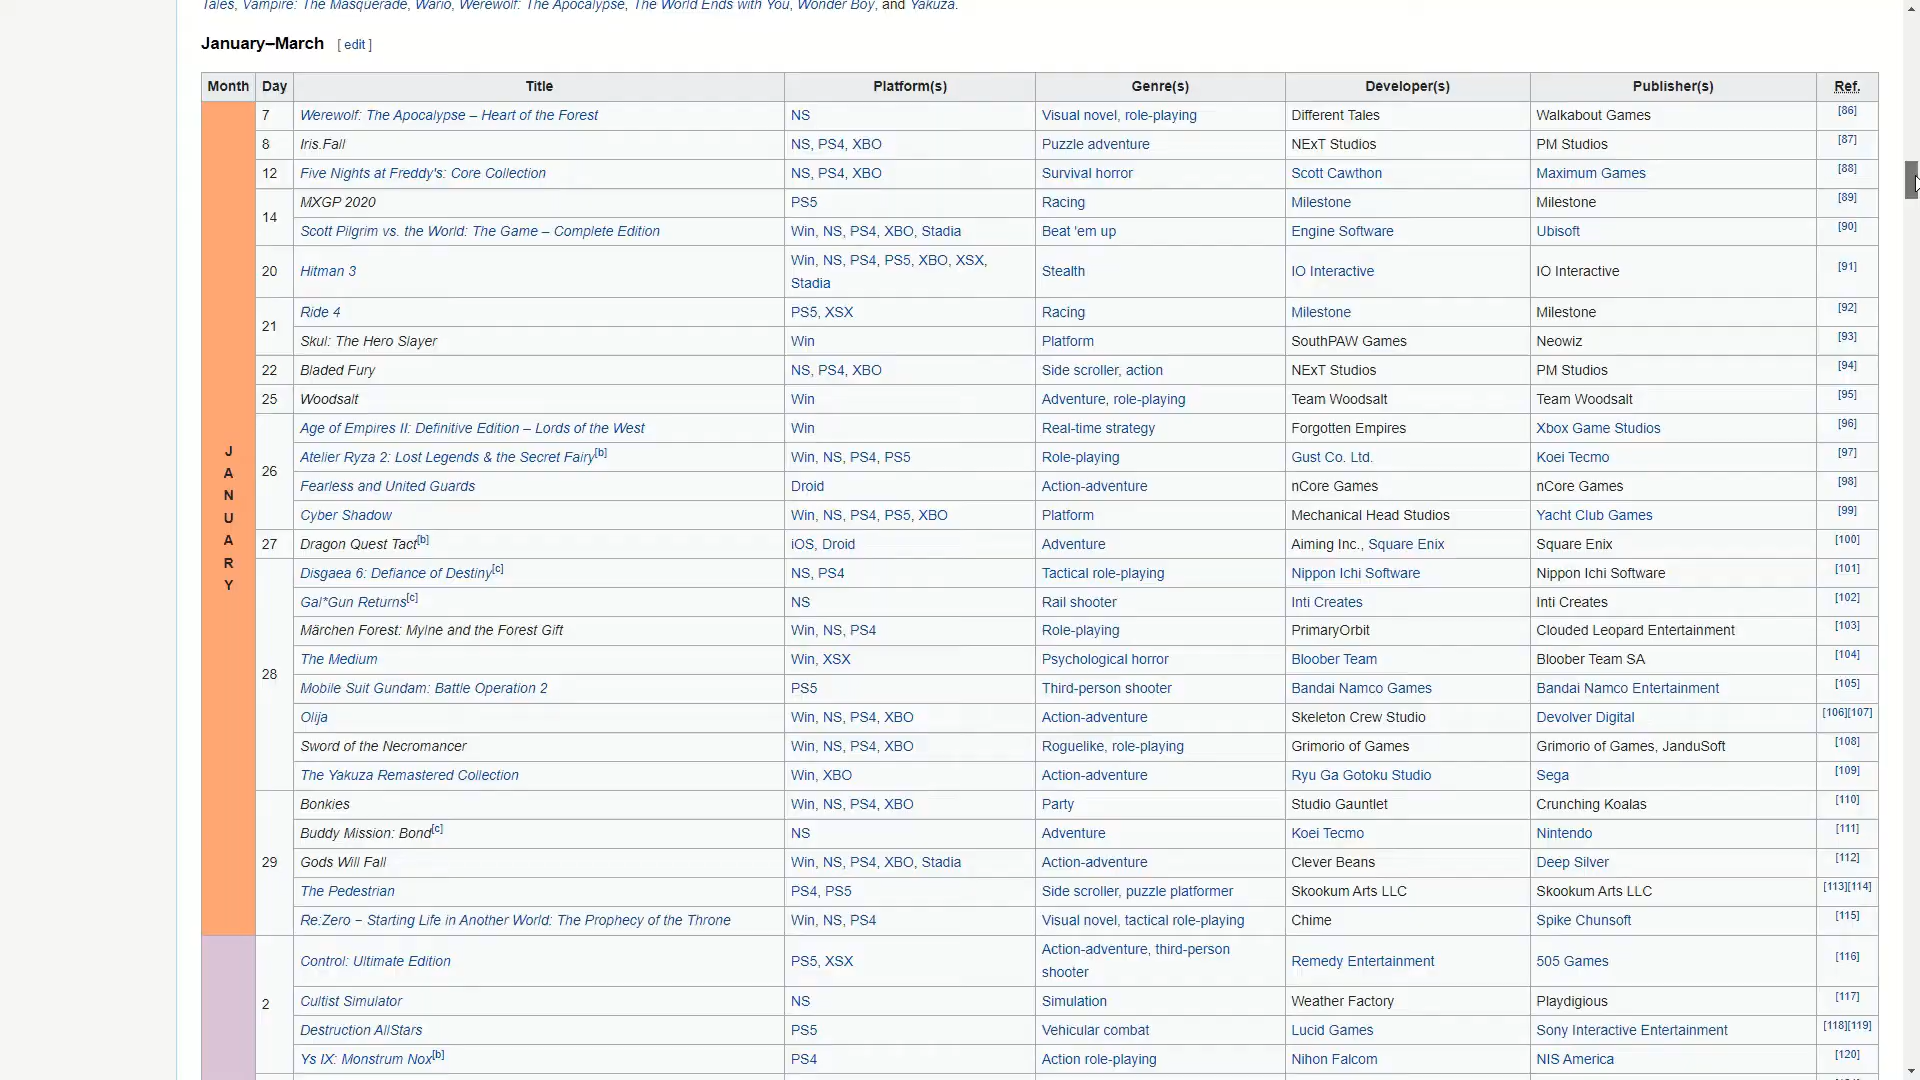 Tales, Vampire: The Masquerade, Wario, Werewolf: The Apocalypse, The World Ends with You, Wonder Boy, and Yakuza.
January–March [ edit ]
Month Day Title Platform(s) Genre(s) Developer(s) Publisher(s) Ref.
JANUARY
7 Werewolf: The Apocalypse – Heart of the Forest NS Visual novel, role-playing Different Tales Walkabout Games [86]
8 Iris.Fall NS, PS4, XBO Puzzle adventure NExT Studios PM Studios [87]
12 Five Nights at Freddy's: Core Collection NS, PS4, XBO Survival horror Scott Cawthon Maximum Games [88]
14 MXGP 2020 PS5 Racing Milestone Milestone [89]
Scott Pilgrim vs. the World: The Game – Complete Edition Win, NS, PS4, XBO, Stadia Beat 'em up Engine Software Ubisoft [90]
20 Hitman 3 Win, NS, PS4, PS5, XBO, XSX, Stadia Stealth IO Interactive IO Interactive [91]
21 Ride 4 PS5, XSX Racing Milestone Milestone [92]
Skul: The Hero Slayer Win Platform SouthPAW Games Neowiz [93]
22 Bladed Fury NS, PS4, XBO Side scroller, action NExT Studios PM Studios [94]
25 Woodsalt Win Adventure, role-playing Team Woodsalt Team Woodsalt [95]
26 Age of Empires II: Definitive Edition – Lords of the West Win Real-time strategy Forgotten Empires Xbox Game Studios [96]
Atelier Ryza 2: Lost Legends & the Secret Fairy[b] Win, NS, PS4, PS5 Role-playing Gust Co. Ltd. Koei Tecmo [97]
Fearless and United Guards Droid Action-adventure nCore Games nCore Games [98]
Cyber Shadow Win, NS, PS4, PS5, XBO Platform Mechanical Head Studios Yacht Club Games [99]
27 Dragon Quest Tact[b] iOS, Droid Adventure Aiming Inc., Square Enix Square Enix [100]
28 Disgaea 6: Defiance of Destiny[c] NS, PS4 Tactical role-playing Nippon Ichi Software Nippon Ichi Software [101]
Gal*Gun Returns[c] NS Rail shooter Inti Creates Inti Creates [102]
Märchen Forest: Mylne and the Forest Gift Win, NS, PS4 Role-playing PrimaryOrbit Clouded Leopard Entertainment [103]
The Medium Win, XSX Psychological horror Bloober Team Bloober Team SA [104]
Mobile Suit Gundam: Battle Operation 2 PS5 Third-person shooter Bandai Namco Games Bandai Namco Entertainment [105]
Olija Win, NS, PS4, XBO Action-adventure Skeleton Crew Studio Devolver Digital [106][107]
Sword of the Necromancer Win, NS, PS4, XBO Roguelike, role-playing Grimorio of Games Grimorio of Games, JanduSoft [108]
The Yakuza Remastered Collection Win, XBO Action-adventure Ryu Ga Gotoku Studio Sega [109]
29 Bonkies Win, NS, PS4, XBO Party Studio Gauntlet Crunching Koalas [110]
Buddy Mission: Bond[c] NS Adventure Koei Tecmo Nintendo [111]
Gods Will Fall Win, NS, PS4, XBO, Stadia Action-adventure Clever Beans Deep Silver [112]
The Pedestrian PS4, PS5 Side scroller, puzzle platformer Skookum Arts LLC Skookum Arts LLC [113][114]
Re:Zero − Starting Life in Another World: The Prophecy of the Throne Win, NS, PS4 Visual novel, tactical role-playing Chime Spike Chunsoft [115]
2 Control: Ultimate Edition PS5, XSX Action-adventure, third-person shooter Remedy Entertainment 505 Games [116]
Cultist Simulator NS Simulation Weather Factory Playdigious [117]
Destruction AllStars PS5 Vehicular combat Lucid Games Sony Interactive Entertainment [118][119]
Ys IX: Monstrum Nox[b] PS4 Action role-playing Nihon Falcom NIS America [120]